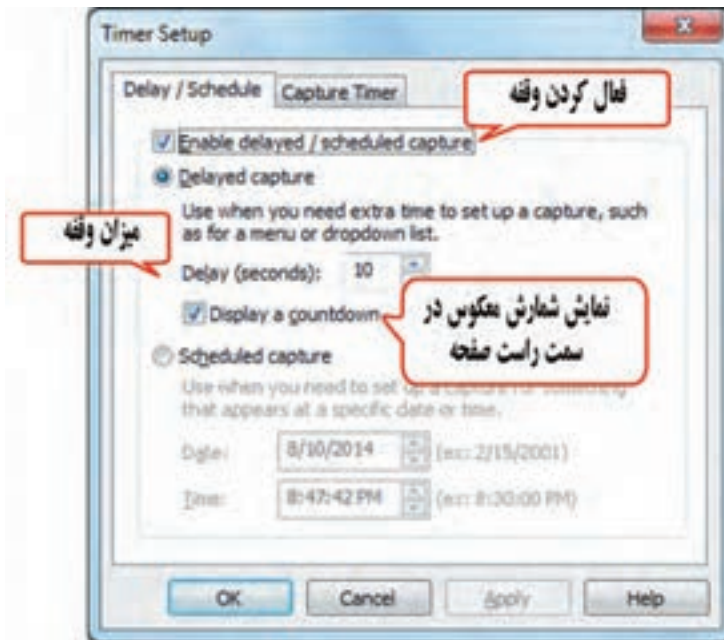 Timer Setup
Delay / Schedule
Capture Timer
فعال کردن وقفه
Enable delayed / scheduled capture
Delayed capture
Use when you need extra time to set up a capture, such
as for a menu or dropdown list.
میزان وقفه
Delay (seconds): 10
Display a countdown
نمایش شمارش معکوس در
سمت راست صفحه
Scheduled capture
Use when you need to set up a capture for something
that appears at a specific date or time.
Date: 8/10/2014 (ex: 2/15/2001)
Time: 8:47:42 PM (ex: 8:30:00 PM)
OK Cancel Apply Help